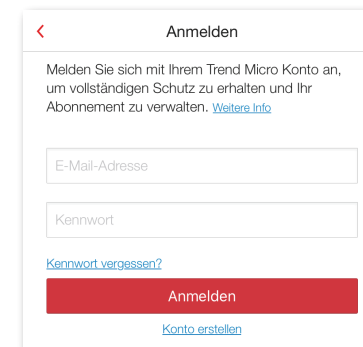 Anmelden
Melden Sie sich mit Ihrem Trend Micro Konto an,
um vollständigen Schutz zu erhalten und Ihr
Abonnement zu verwalten. Weitere Info
E-Mail-Adresse
Kennwort
Kennwort vergessen?
Anmelden
Konto erstellen